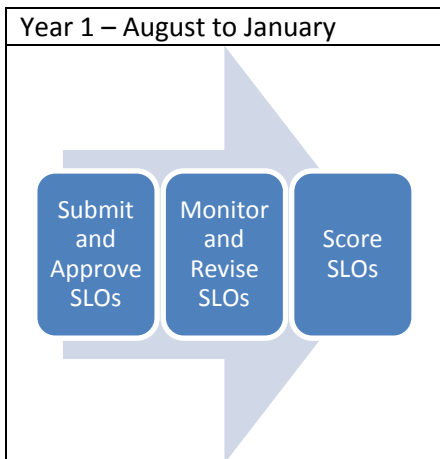 Year 1 – August to January
Submit
and
Approve
SLOs
Monitor
and
Revise
SLOs
Score
SLOs